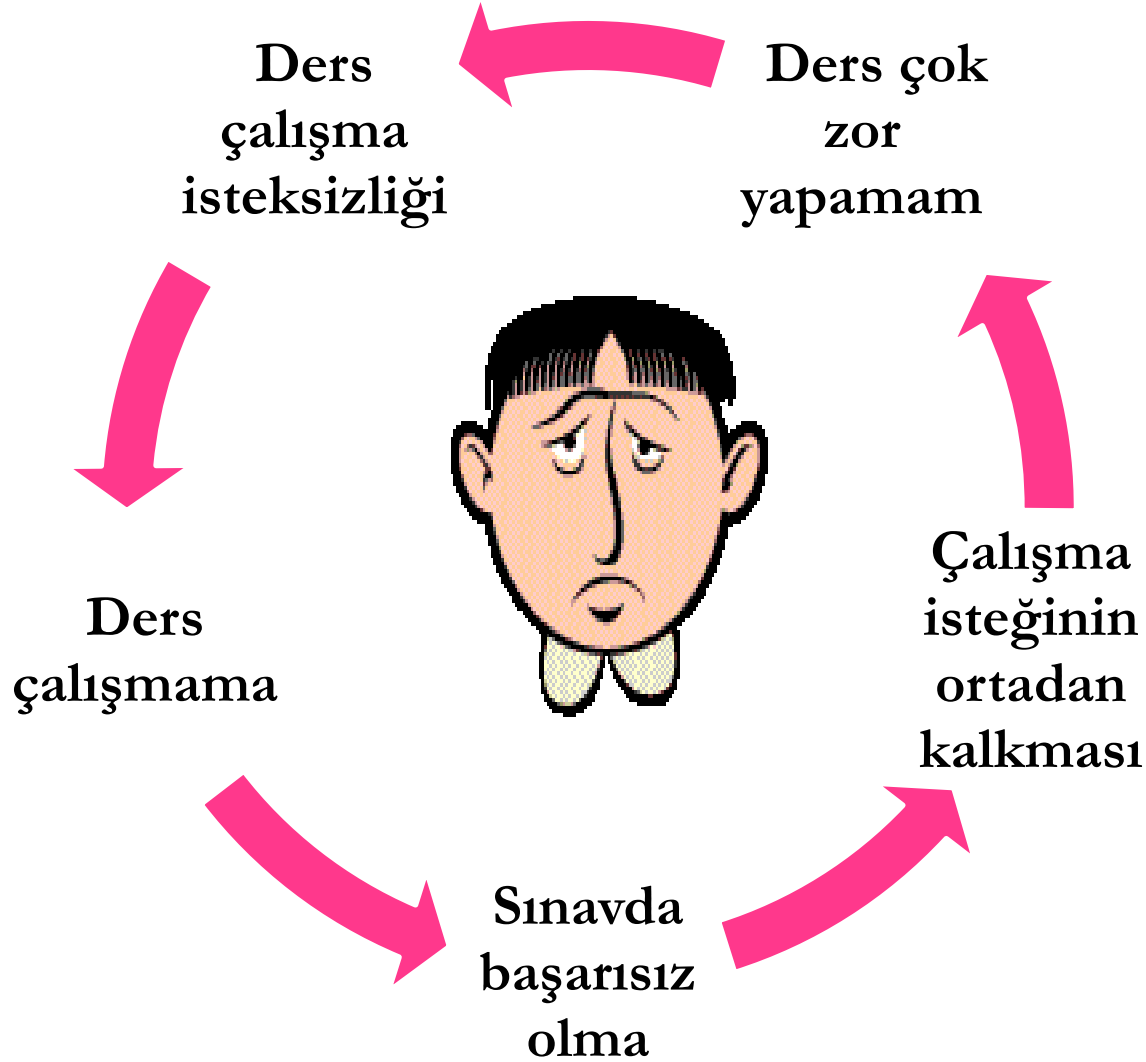 Ders
çalışma
isteksizliği
Ders çok
zor
yapamam
Ders
çalışmama
Çalışma
isteğinin
ortadan
kalkması
Sınavda
başarısız
olma